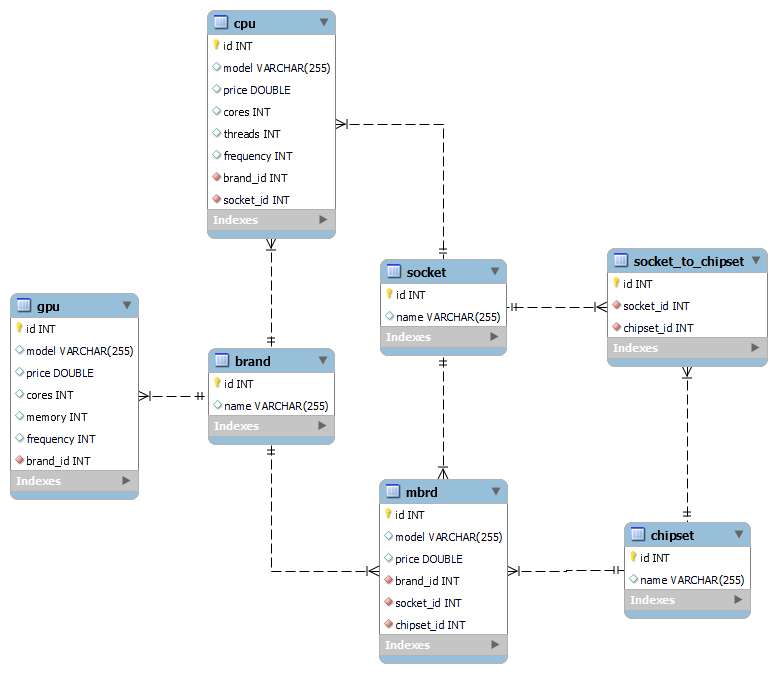 cpu
id INT
model VARCHAR(255)
price DOUBLE
cores INT
threads INT
frequency INT
brand_id INT
socket_id INT
Indexes
socket
id INT
name VARCHAR(255)
Indexes
socket_to_chipset
id INT
socket_id INT
chipset_id INT
Indexes
gpu
id INT
model VARCHAR(255)
price DOUBLE
cores INT
memory INT
frequency INT
brand_id INT
Indexes
brand
id INT
name VARCHAR(255)
Indexes
mbrd
id INT
model VARCHAR(255)
price DOUBLE
brand_id INT
socket_id INT
chipset_id INT
Indexes
chipset
id INT
name VARCHAR(255)
Indexes